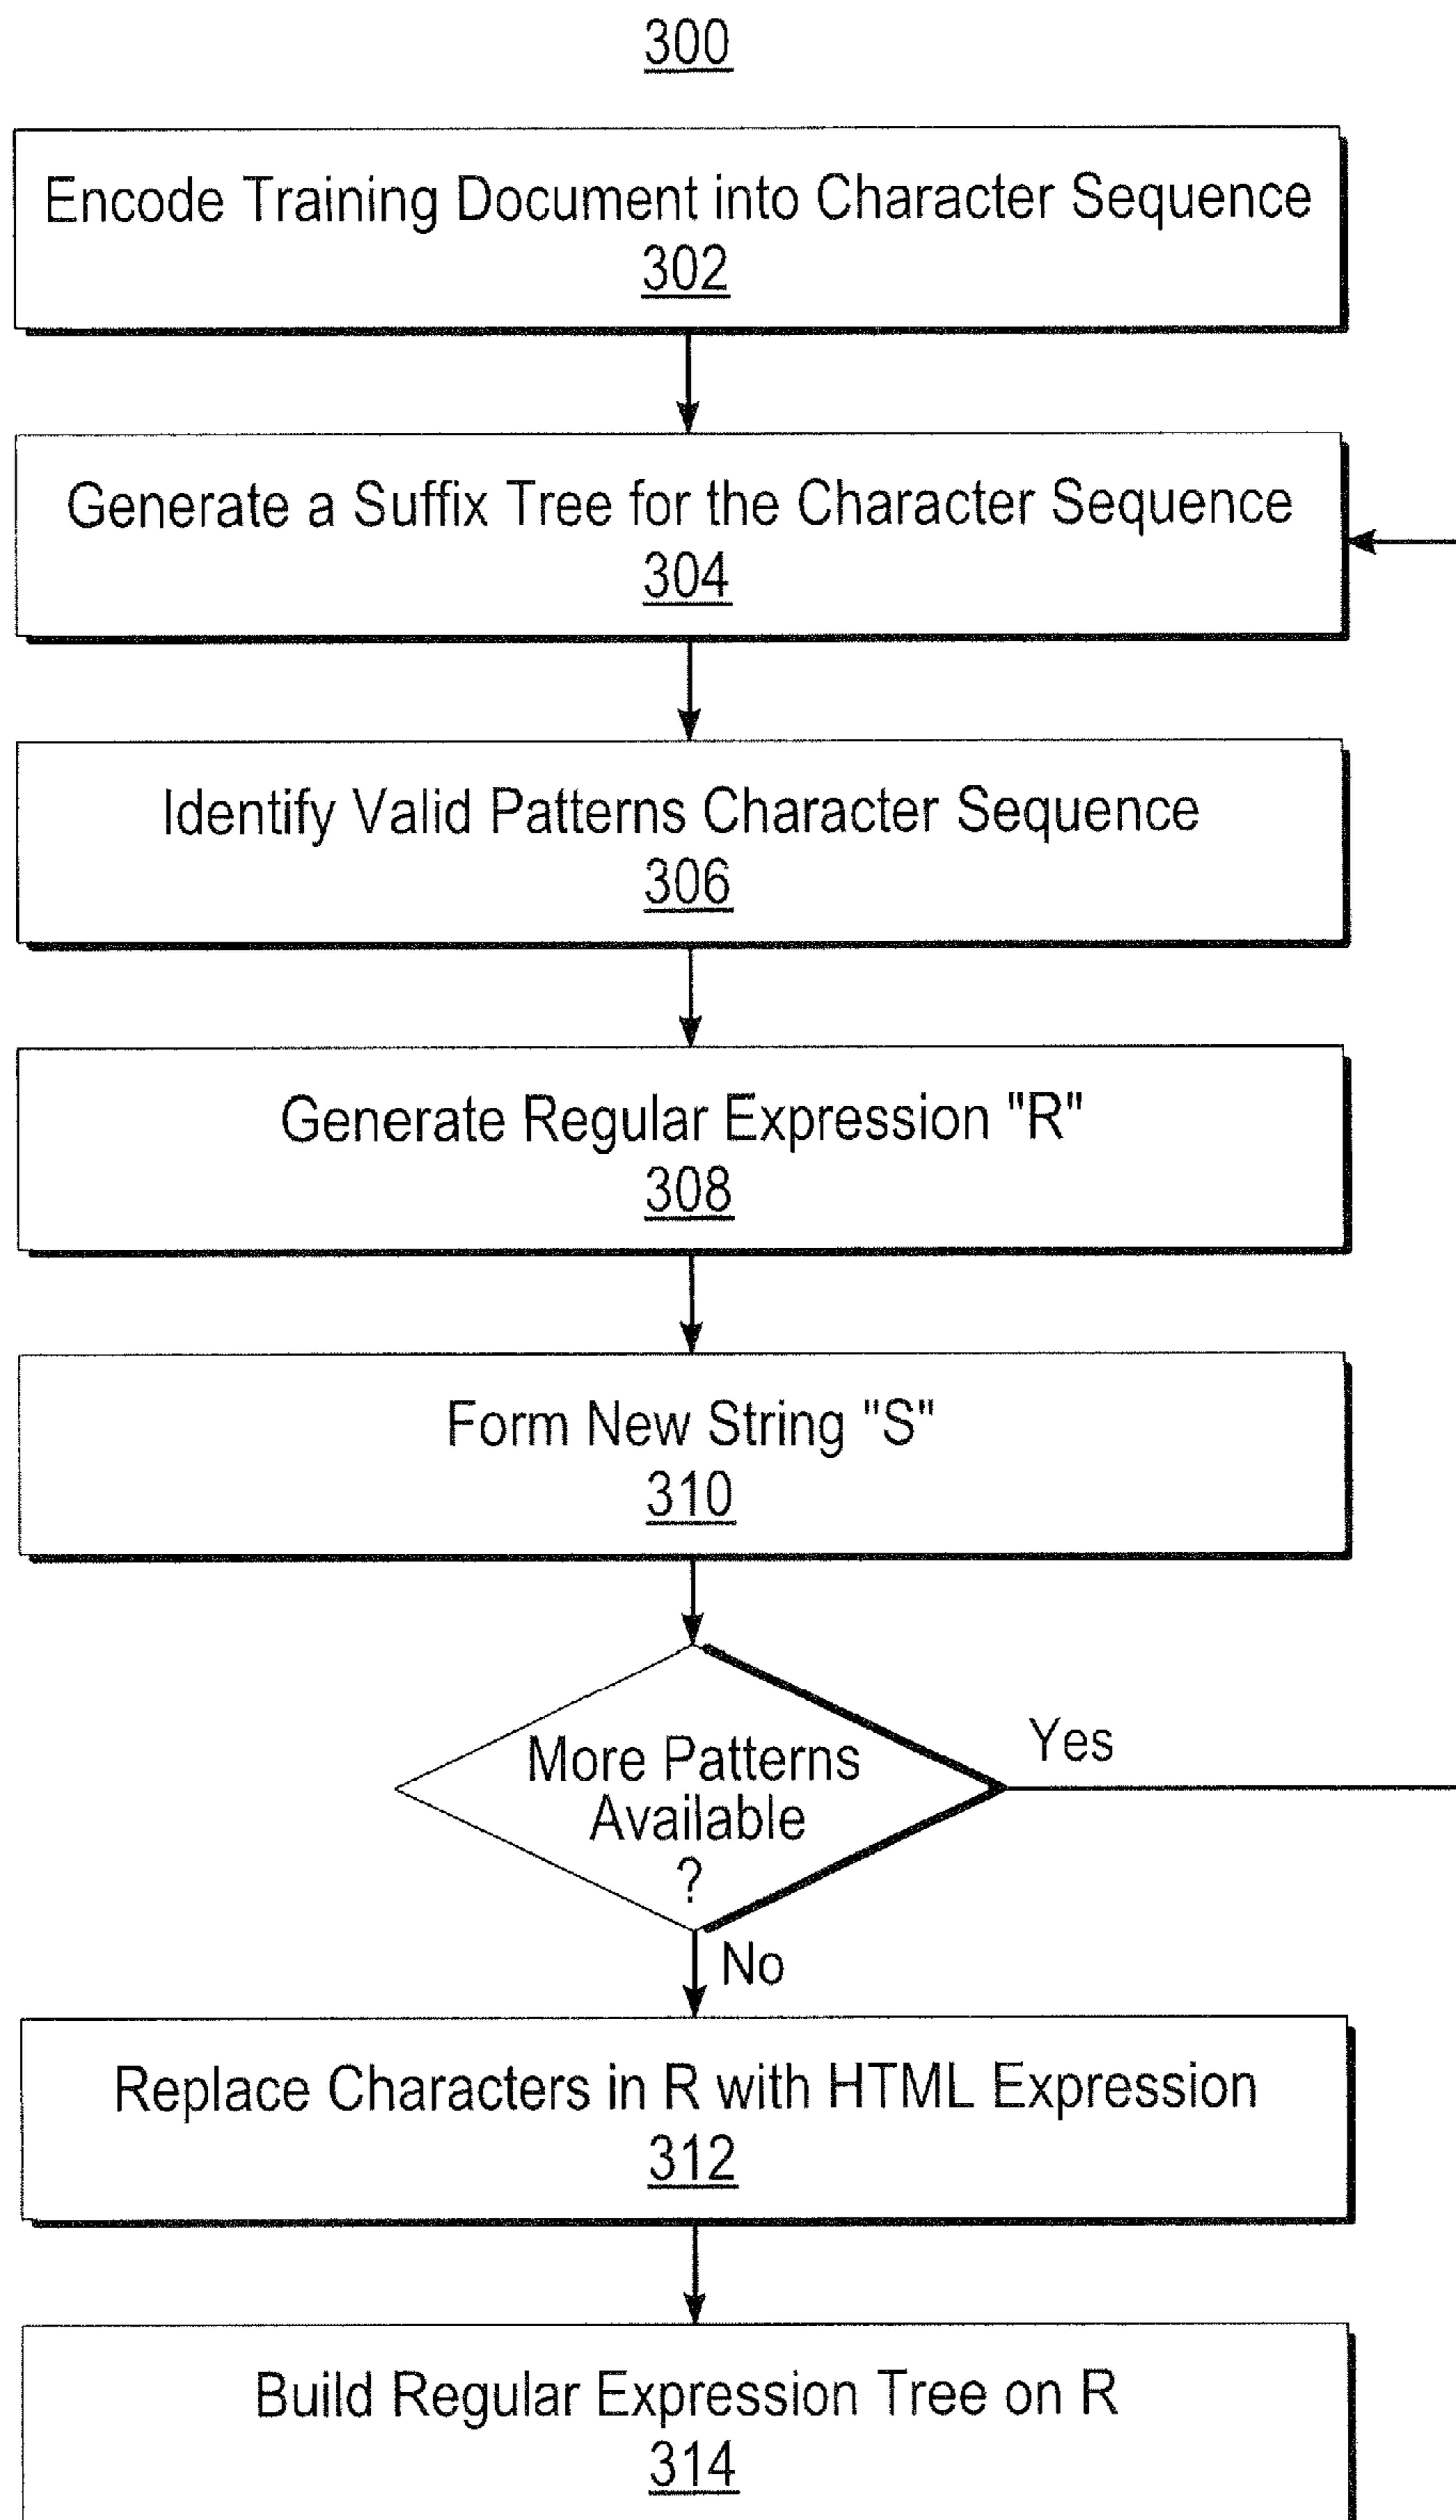 300
Encode Training Document into Character Sequence
302
Generate a Suffix Tree for the Character Sequence
304
Identify Valid Patterns Character Sequence
306
Generate Regular Expression "R"
308
Form New String "S"
310
More Patterns
Available
?
Yes
No
Replace Characters in R with HTML Expression
312
Build Regular Expression Tree on R
314